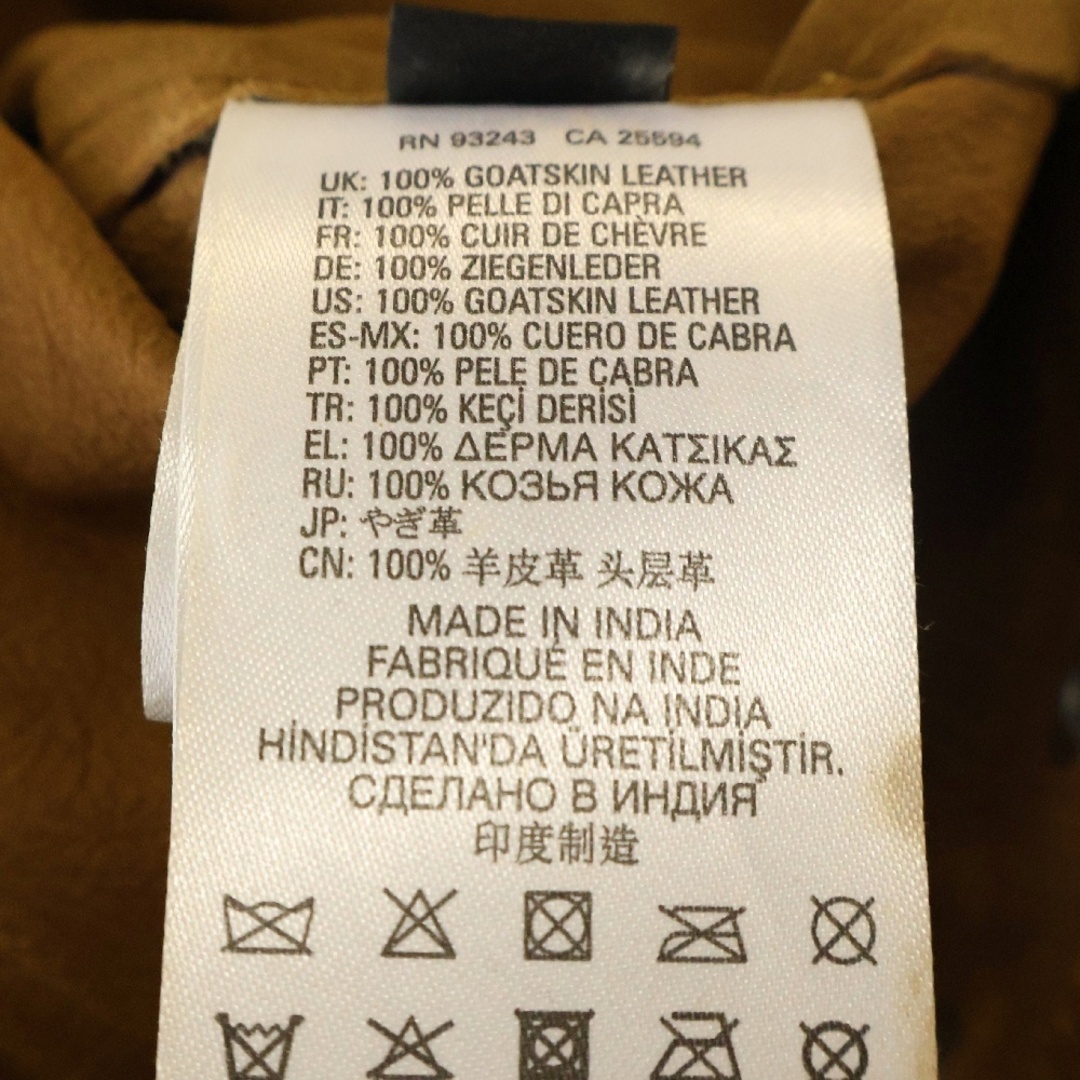 RN 93243 CA 25594
UK: 100% GOATSKIN LEATHER
IT: 100% PELLE DI CAPRA
FR: 100% CUIR DE CHÈVRE
DE: 100% ZIEGENLEDER
US: 100% GOATSKIN LEATHER
ES-MX: 100% CUERO DE CABRA
PT: 100% PELE DE CABRA
TR: 100% KEÇİ DERİSİ
EL: 100% ΔΕΡΜΑ ΚΑΤΣΙΚΑΣ
RU: 100% КОЗЬЯ КОЖА
JP: やぎ革
CN: 100% 羊皮革 头层革
MADE IN INDIA
FABRIQUÉ EN INDE
PRODUZIDO NA ÍNDIA
HİNDİSTAN'DA ÜRETİLMİŞTİR.
СДЕЛАНО В ИНДИЯ
印度制造